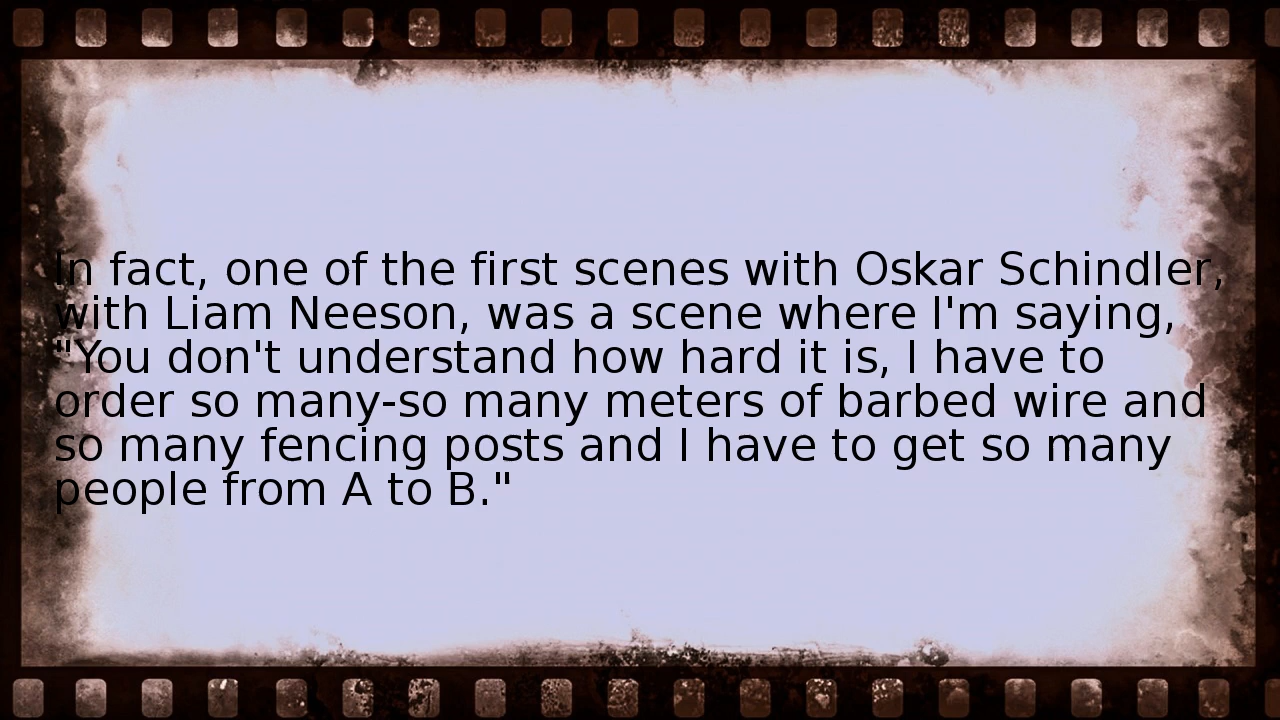 In fact, one of the first scenes with Oskar Schindler,
with Liam Neeson, was a scene where I'm saying,
"You don't understand how hard it is, I have to
order so many-so many meters of barbed wire and
so many fencing posts and I have to get so many
people from A to B."